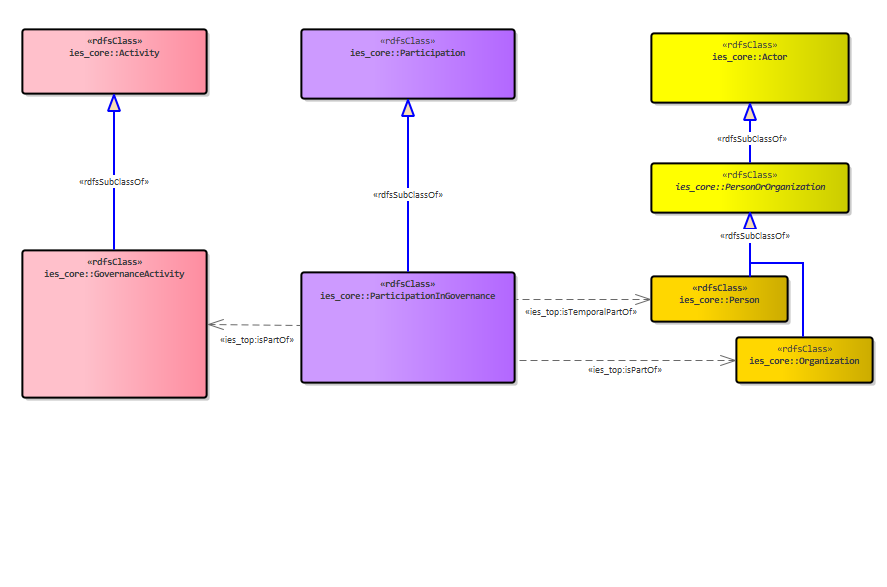 «rdfsClass»
ies_core::Activity
«rdfsClass»
ies_core::Participation
«rdfsClass»
ies_core::Actor
«rdfsSubClassOf»
«rdfsClass»
ies_core::PersonOrOrganization
«rdfsSubClassOf»
«rdfsSubClassOf»
«rdfsSubClassOf»
«rdfsClass»
ies_core::GovernanceActivity
«rdfsClass»
ies_core::ParticipationInGovernance
«rdfsClass»
ies_core::Person
«ies_top:isTemporalPartOf»
«ies_top:isPartOf»
«rdfsClass»
ies_core::Organization
«ies_top:isPartOf»